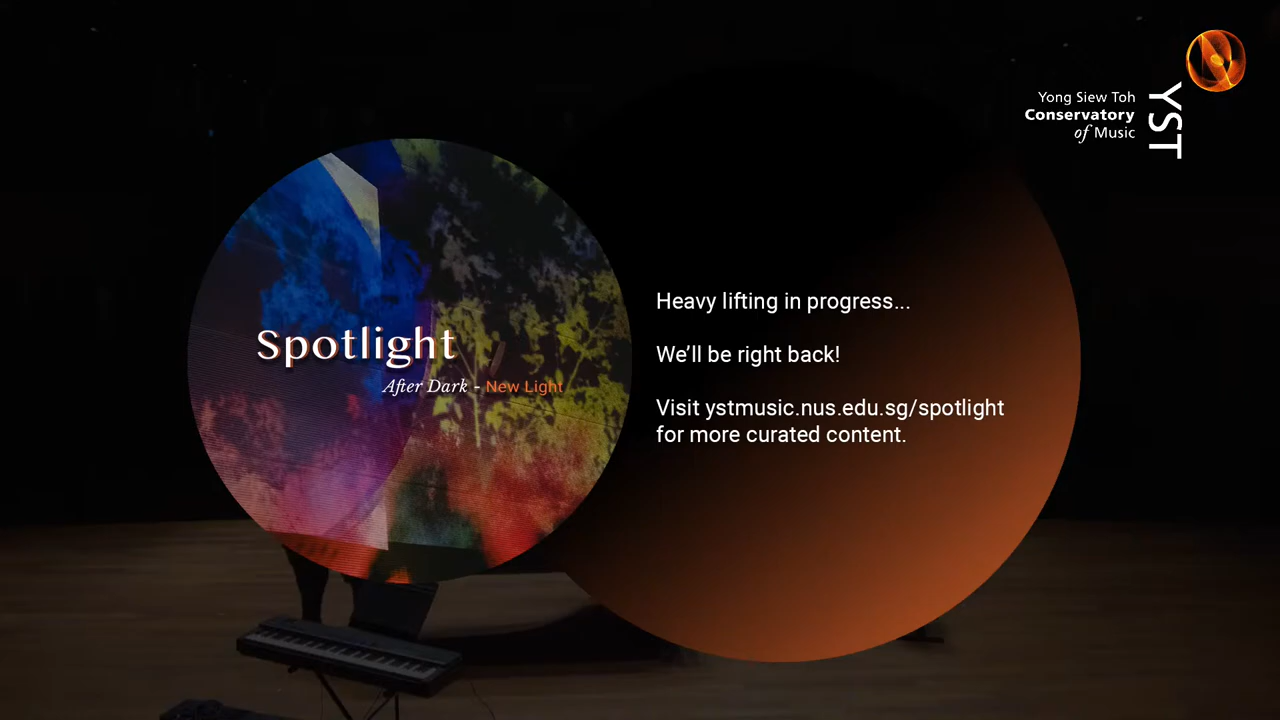 Yong Siew Toh
Conservatory
of Music
YST
Spotlight
After Dark - New Light
Heavy lifting in progress...
We’ll be right back!
Visit ystmusic.nus.edu.sg/spotlight
for more curated content.